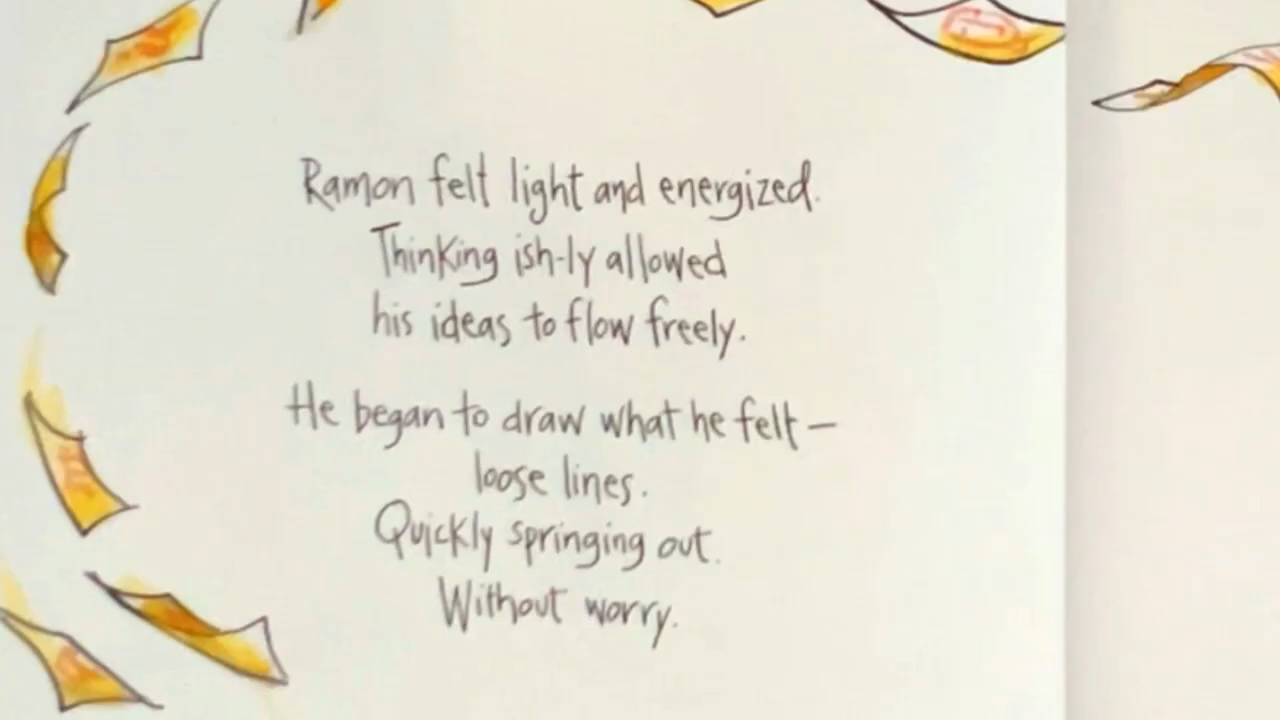 Ramon felt light and energized.
Thinking ish-ly allowed
his ideas to flow freely.
He began to draw what he felt—
loose lines.
Quickly springing out.
Without worry.